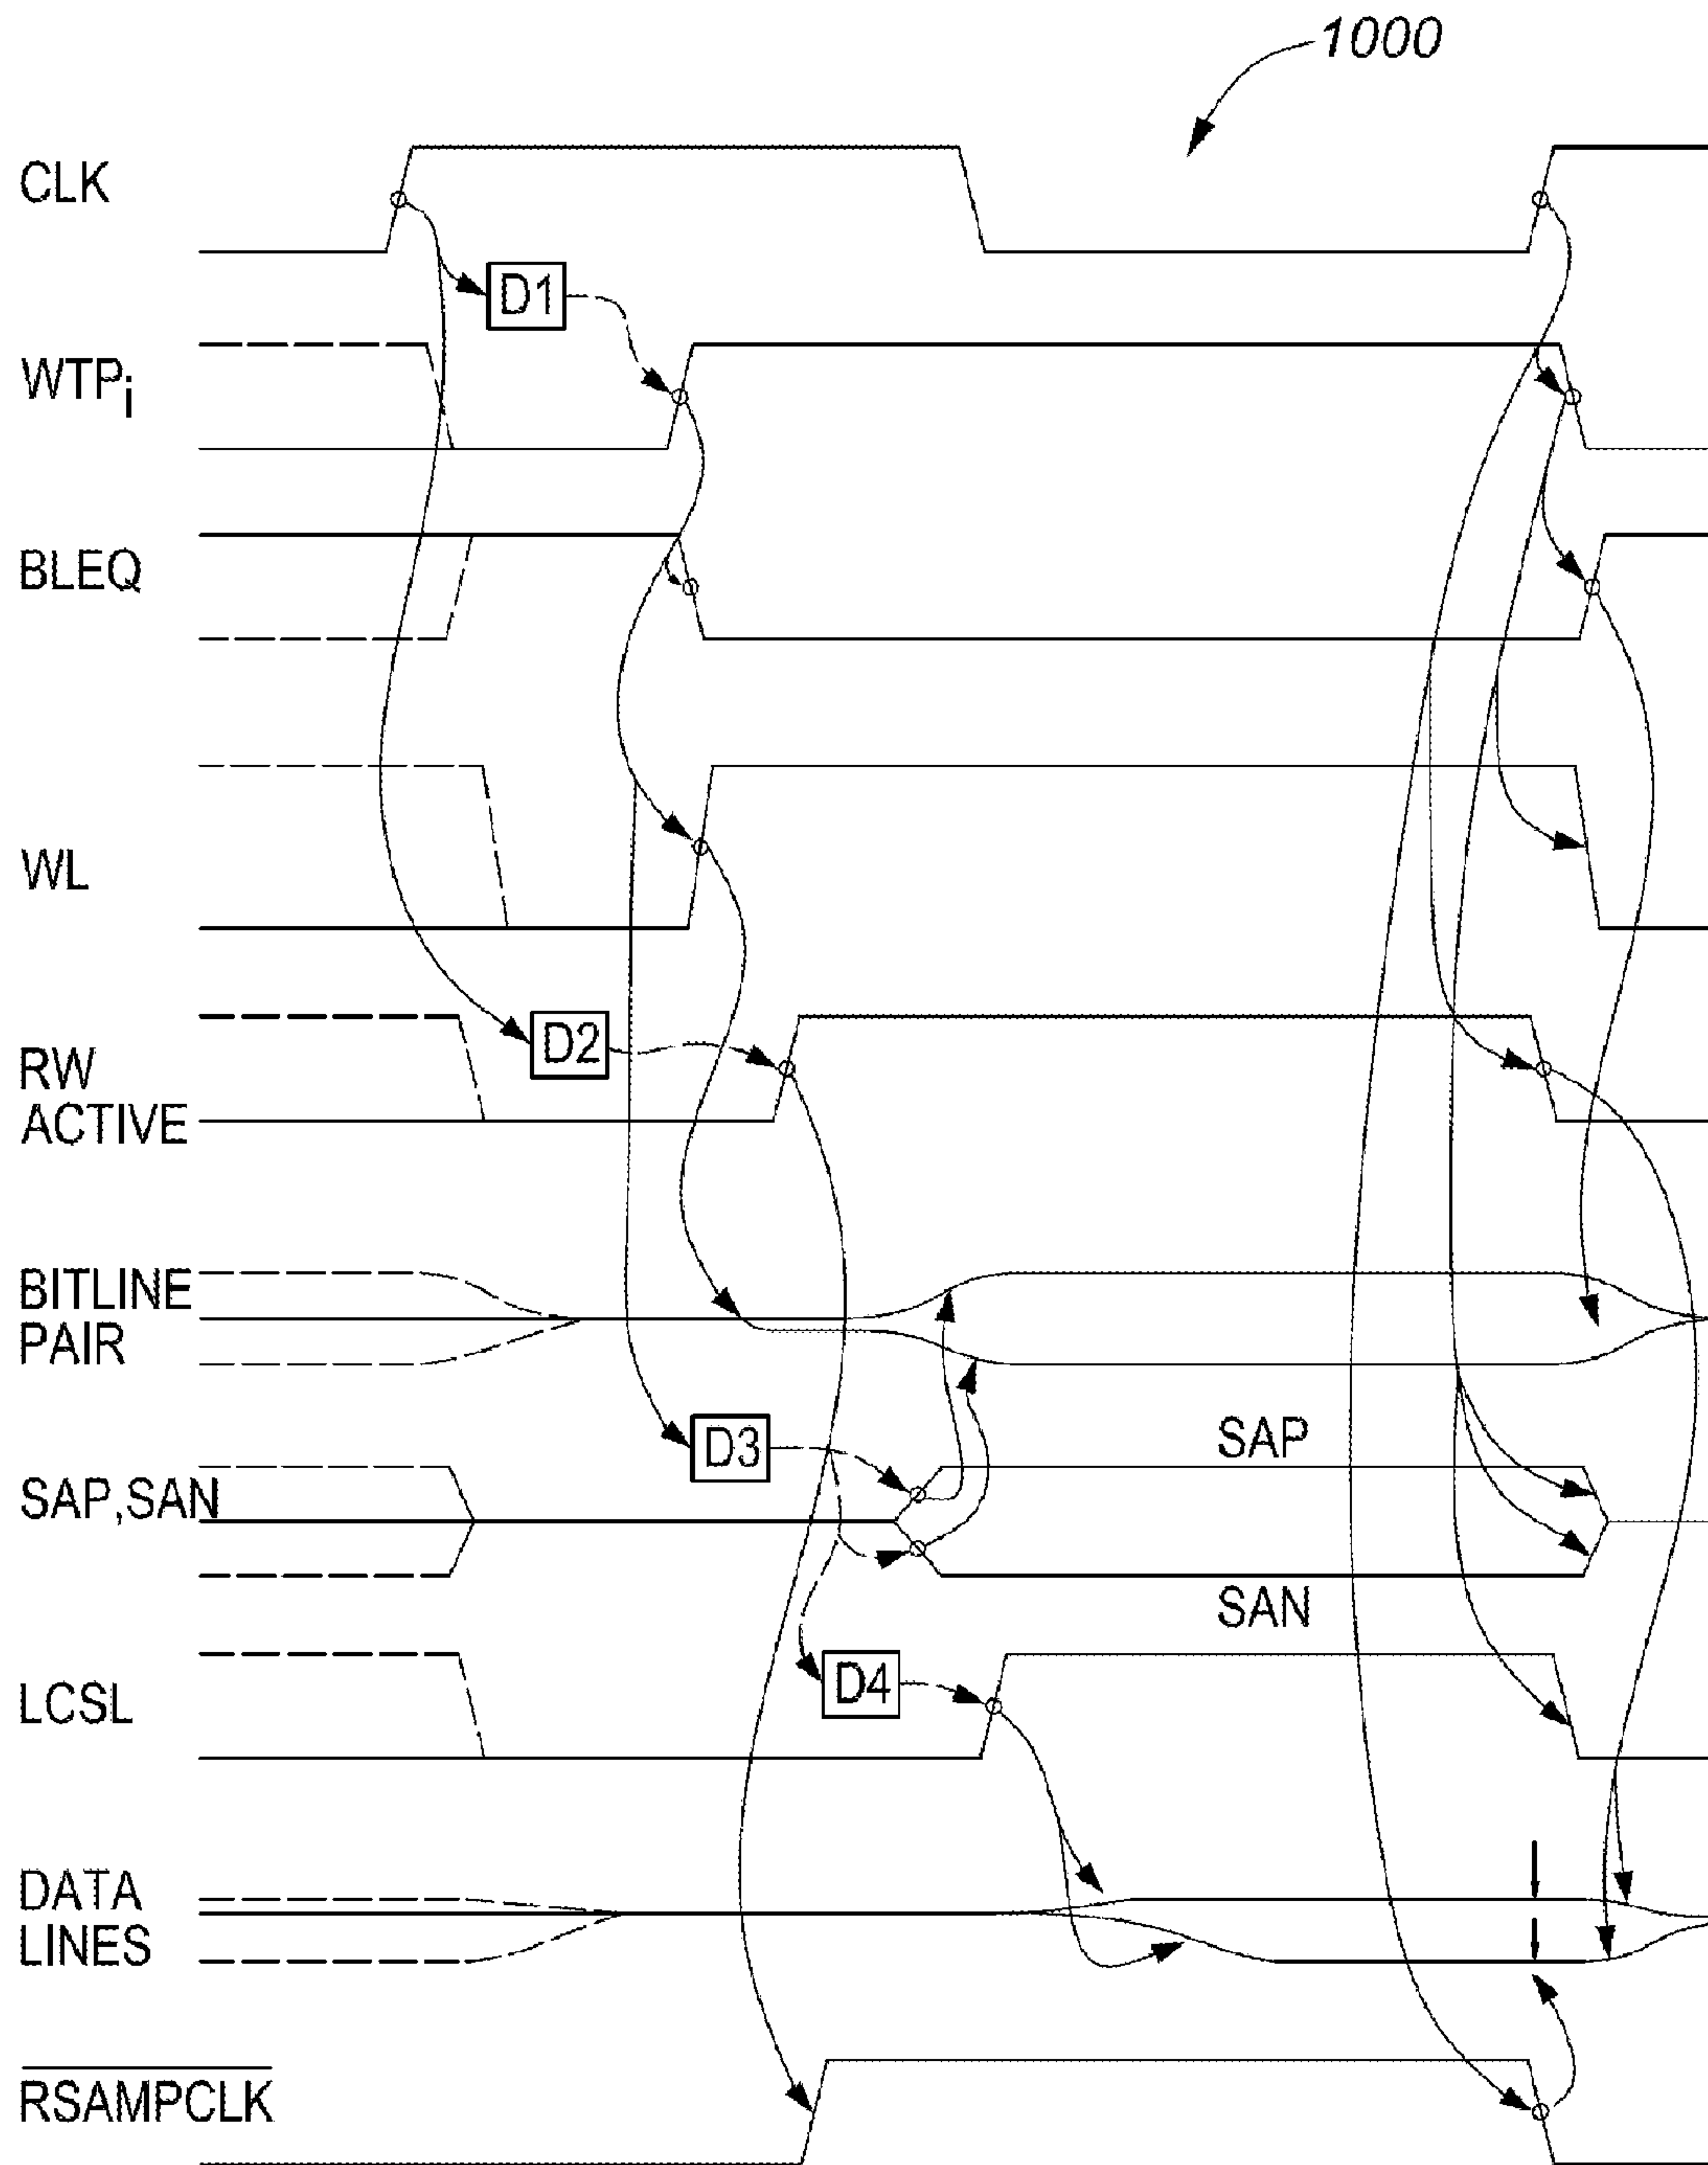 1000
CLK
D1
WTPi
BLEQ
WL
D2
RW
ACTIVE
BITLINE
PAIR
D3
SAP
SAP,SAN
SAN
D4
LCSL
DATA
LINES
RSAMPCLK